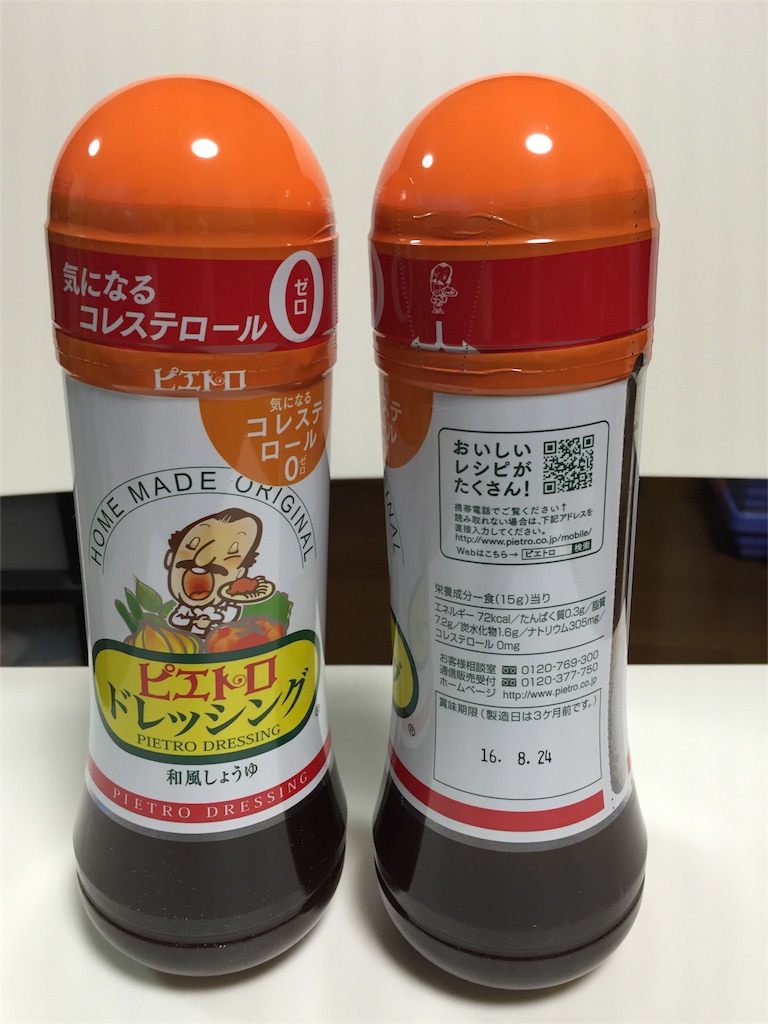 気になる
コレステロール
0
ゼロ
ピエトロ
気になる
コレステ
ロール
0
ゼロ
HOME MADE ORIGINAL
ピエトロ
ドレッシング
PIETRO DRESSING
和風しょうゆ
PIETRO DRESSING
おいしい
レシピが
たくさん!
携帯電話でご覧ください↑
読み取れない場合は、下記アドレスを
直接入力してください。
http://www.pietro.co.jp/mobile/
Webはこちら→ ピエトロ 検索
栄養成分一食(15g)当り
エネルギー 72kcal/たんぱく質0.3g/脂質
7.2g/炭水化物1.6g/ナトリウム305mg/
コレステロール 0mg
お客様相談室 0120-769-300
通信販売受付 0120-377-750
ホームページ http://www.pietro.co.jp
賞味期限(製造日は3ケ月前です。)
16. 8. 24